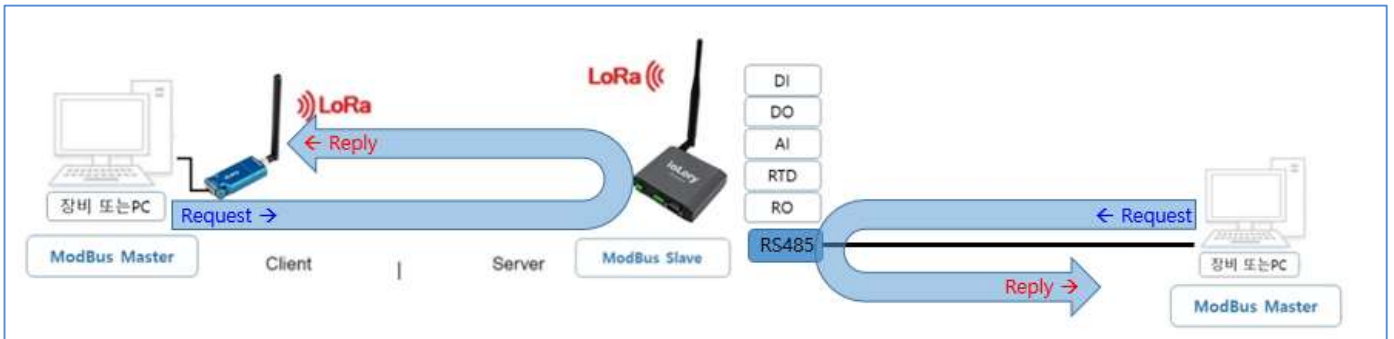 LoRa
LoRa
DI
DO
AI
RTD
RO
RS485
← Reply
Request →
장비 또는PC
ModBus Master
Client | Server
IoLory
ModBus Slave
← Request
Reply →
장비 또는PC
ModBus Master